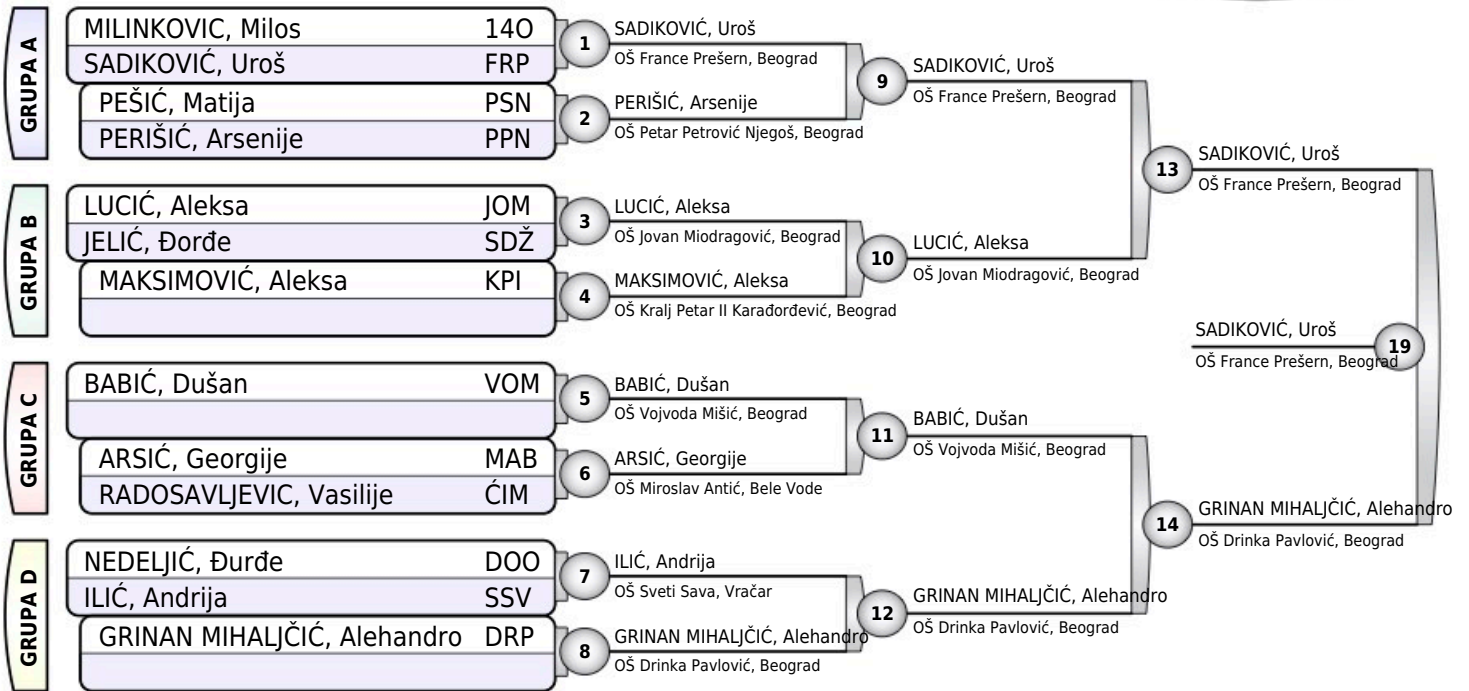 GRUPA A
MILINKOVIC, Milos 14O
SADIKOVIĆ, Uroš FRP
PEŠIĆ, Matija PSN
PERIŠIĆ, Arsenije PPN
GRUPA B
LUCIĆ, Aleksa JOM
JELIĆ, Đorđe SDŽ
MAKSIMOVIĆ, Aleksa KPI
GRUPA C
BABIĆ, Dušan VOM
ARSIĆ, Georgije MAB
RADOSAVLJEVIC, Vasilije ĆIM
GRUPA D
NEDELJIĆ, Đurđe DOO
ILIĆ, Andrija SSV
GRINAN MIHALJČIĆ, Alehandro DRP
1
SADIKOVIĆ, Uroš
OŠ France Prešern, Beograd
2
PERIŠIĆ, Arsenije
OŠ Petar Petrović Njegoš, Beograd
3
LUCIĆ, Aleksa
OŠ Jovan Miodragović, Beograd
4
MAKSIMOVIĆ, Aleksa
OŠ Kralj Petar II Karađorđević, Beograd
5
BABIĆ, Dušan
OŠ Vojvoda Mišić, Beograd
6
ARSIĆ, Georgije
OŠ Miroslav Antić, Bele Vode
7
ILIĆ, Andrija
OŠ Sveti Sava, Vračar
8
GRINAN MIHALJČIĆ, Alehandro
OŠ Drinka Pavlović, Beograd
9
SADIKOVIĆ, Uroš
OŠ France Prešern, Beograd
10
LUCIĆ, Aleksa
OŠ Jovan Miodragović, Beograd
11
BABIĆ, Dušan
OŠ Vojvoda Mišić, Beograd
12
GRINAN MIHALJČIĆ, Alehandro
OŠ Drinka Pavlović, Beograd
13
SADIKOVIĆ, Uroš
OŠ France Prešern, Beograd
14
GRINAN MIHALJČIĆ, Alehandro
OŠ Drinka Pavlović, Beograd
SADIKOVIĆ, Uroš
OŠ France Prešern, Beograd
19